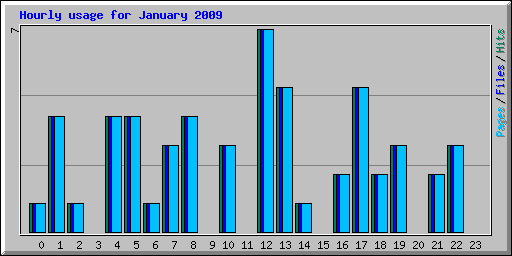 Hourly usage for January 2009
7
Pages/Files/Hits
0 1 2 3 4 5 6 7 8 9 10 11 12 13 14 15 16 17 18 19 20 21 22 23